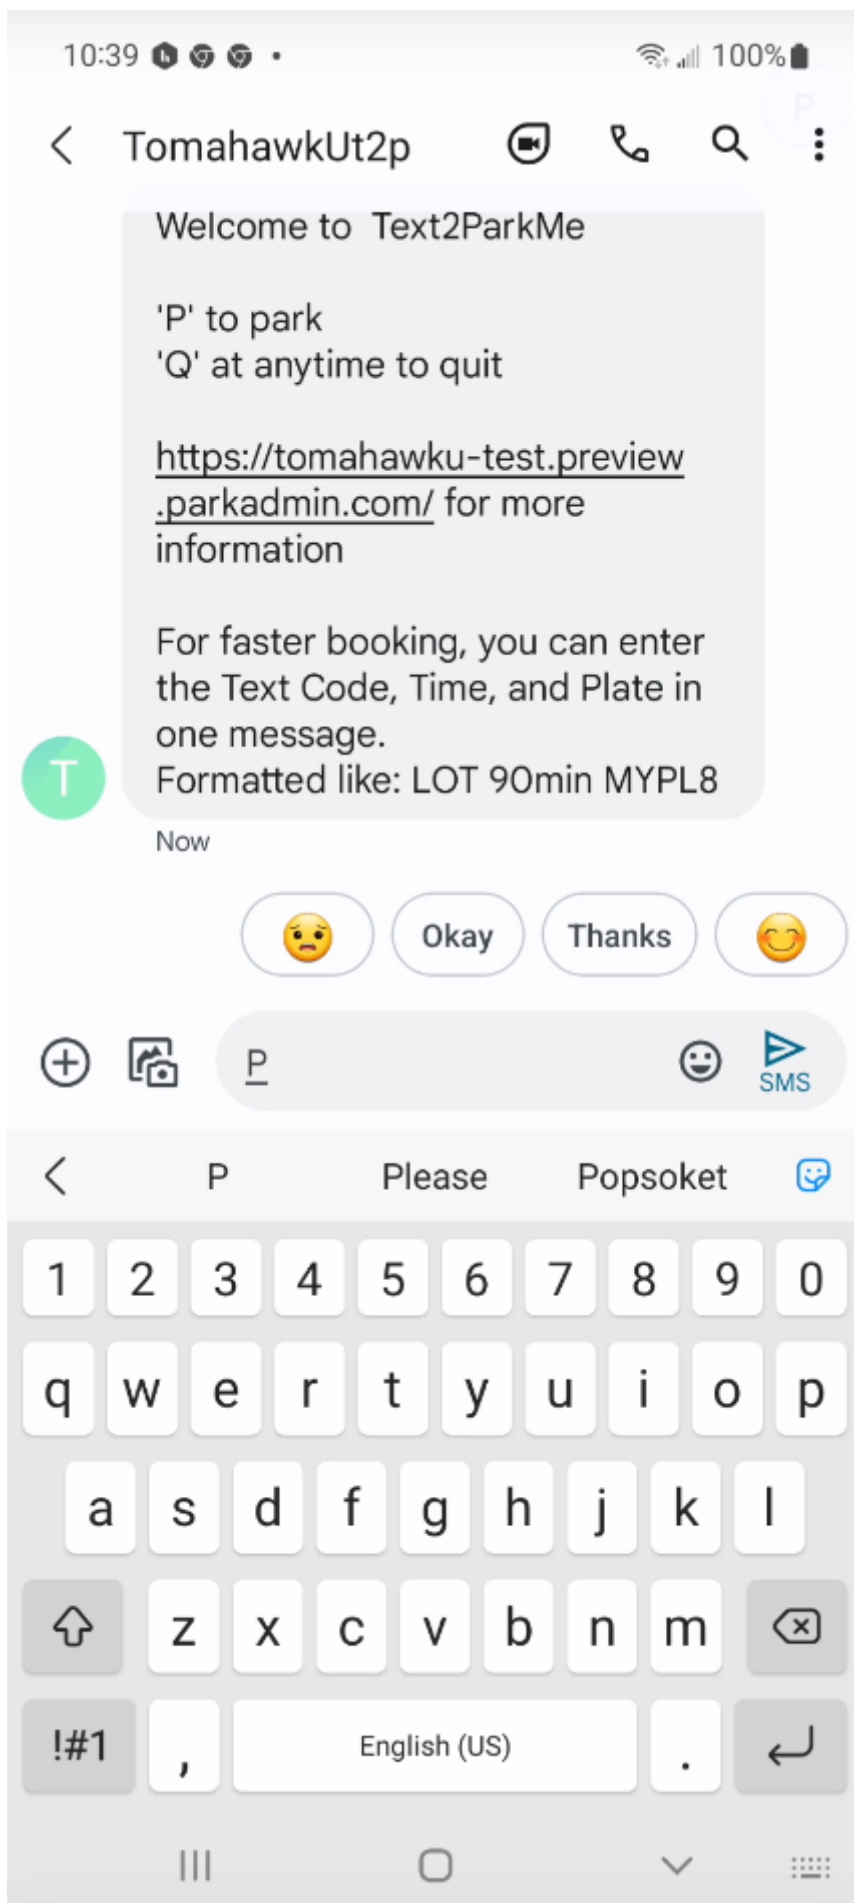 10:39
100%
TomahawkUt2p
Welcome to  Text2ParkMe
'P' to park
'Q' at anytime to quit
https://tomahawku-test.preview
.parkadmin.com/ for more
information
For faster booking, you can enter
the Text Code, Time, and Plate in
one message.
Formatted like: LOT 90min MYPL8
T
Now
Okay Thanks
P
SMS
P Please Popsoket
1 2 3 4 5 6 7 8 9 0
q w e r t y u i o p
a s d f g h j k l
z x c v b n m
!#1 , English (US) .